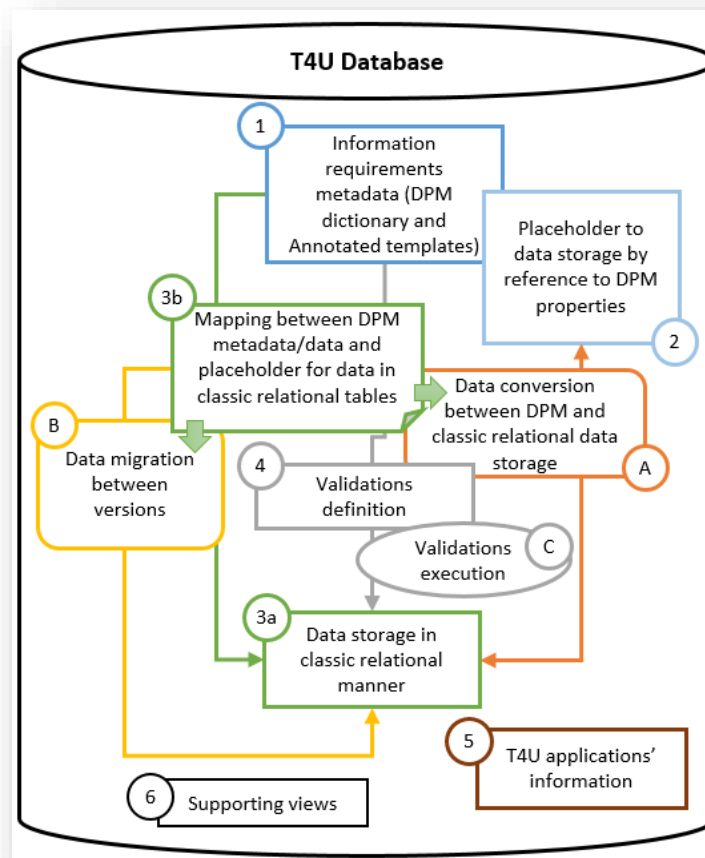 T4U Database
1
Information
requirements
metadata (DPM
dictionary and
Annotated templates)
Placeholder to
data storage by
reference to DPM
properties
2
3b
Mapping between DPM
metadata/data and
placeholder for data in
classic relational tables
Data conversion
between DPM and
classic relational data
storage
A
B
Data migration
between
versions
4
Validations
definition
C
Validations
execution
3a
Data storage in
classic relational
manner
5
T4U applications’
information
6
Supporting views